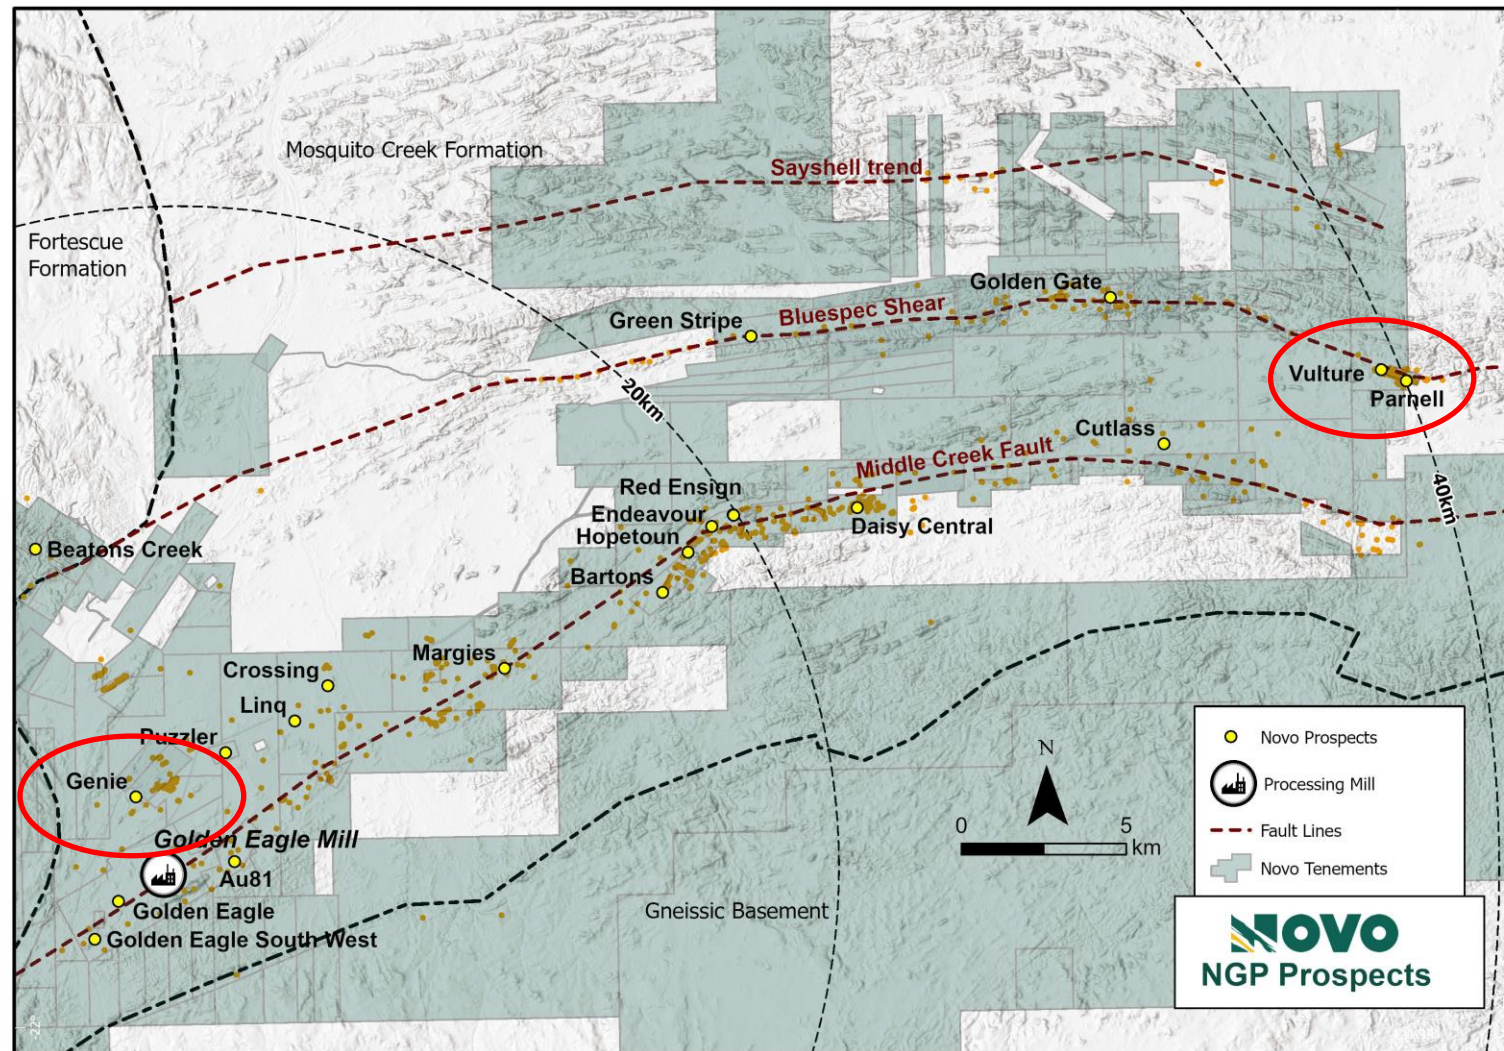 Mosquito Creek Formation
Sayshell trend
Fortescue
Formation
Golden Gate
Bluespec Shear
Green Stripe
Vulture
Parnell
20km
Cutlass
Middle Creek Fault
40km
Red Ensign
Endeavour
Daisy Central
Hopetoun
Beatons Creek
Bartons
Margies
Crossing
Linq
Puzzler
Genie
Golden Eagle Mill
Au81
Golden Eagle
Golden Eagle South West
Gneissic Basement
N
0 5
km
Novo Prospects
Processing Mill
Fault Lines
Novo Tenements
NOVO
NGP Prospects
-22°